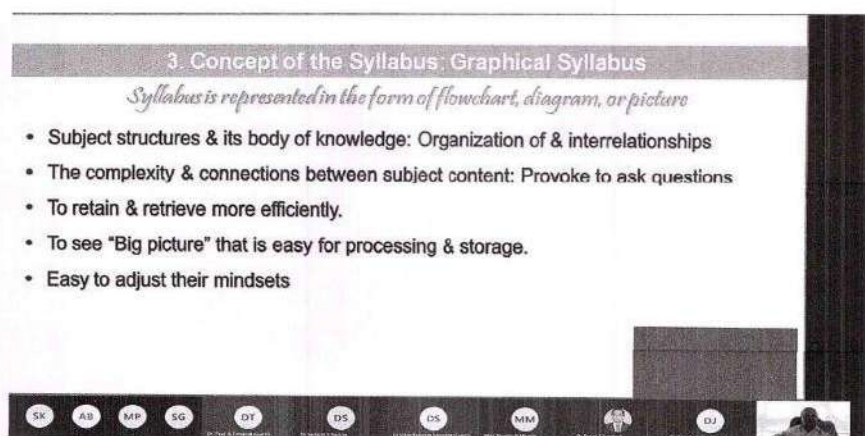 3. Concept of the Syllabus: Graphical Syllabus
Syllabus is represented in the form of flowchart, diagram, or picture
• Subject structures & its body of knowledge: Organization of & interrelationships
• The complexity & connections between subject content: Provoke to ask questions
• To retain & retrieve more efficiently.
• To see "Big picture" that is easy for processing & storage.
• Easy to adjust their mindsets
SK AB MP SG DT DS DS MM DJ